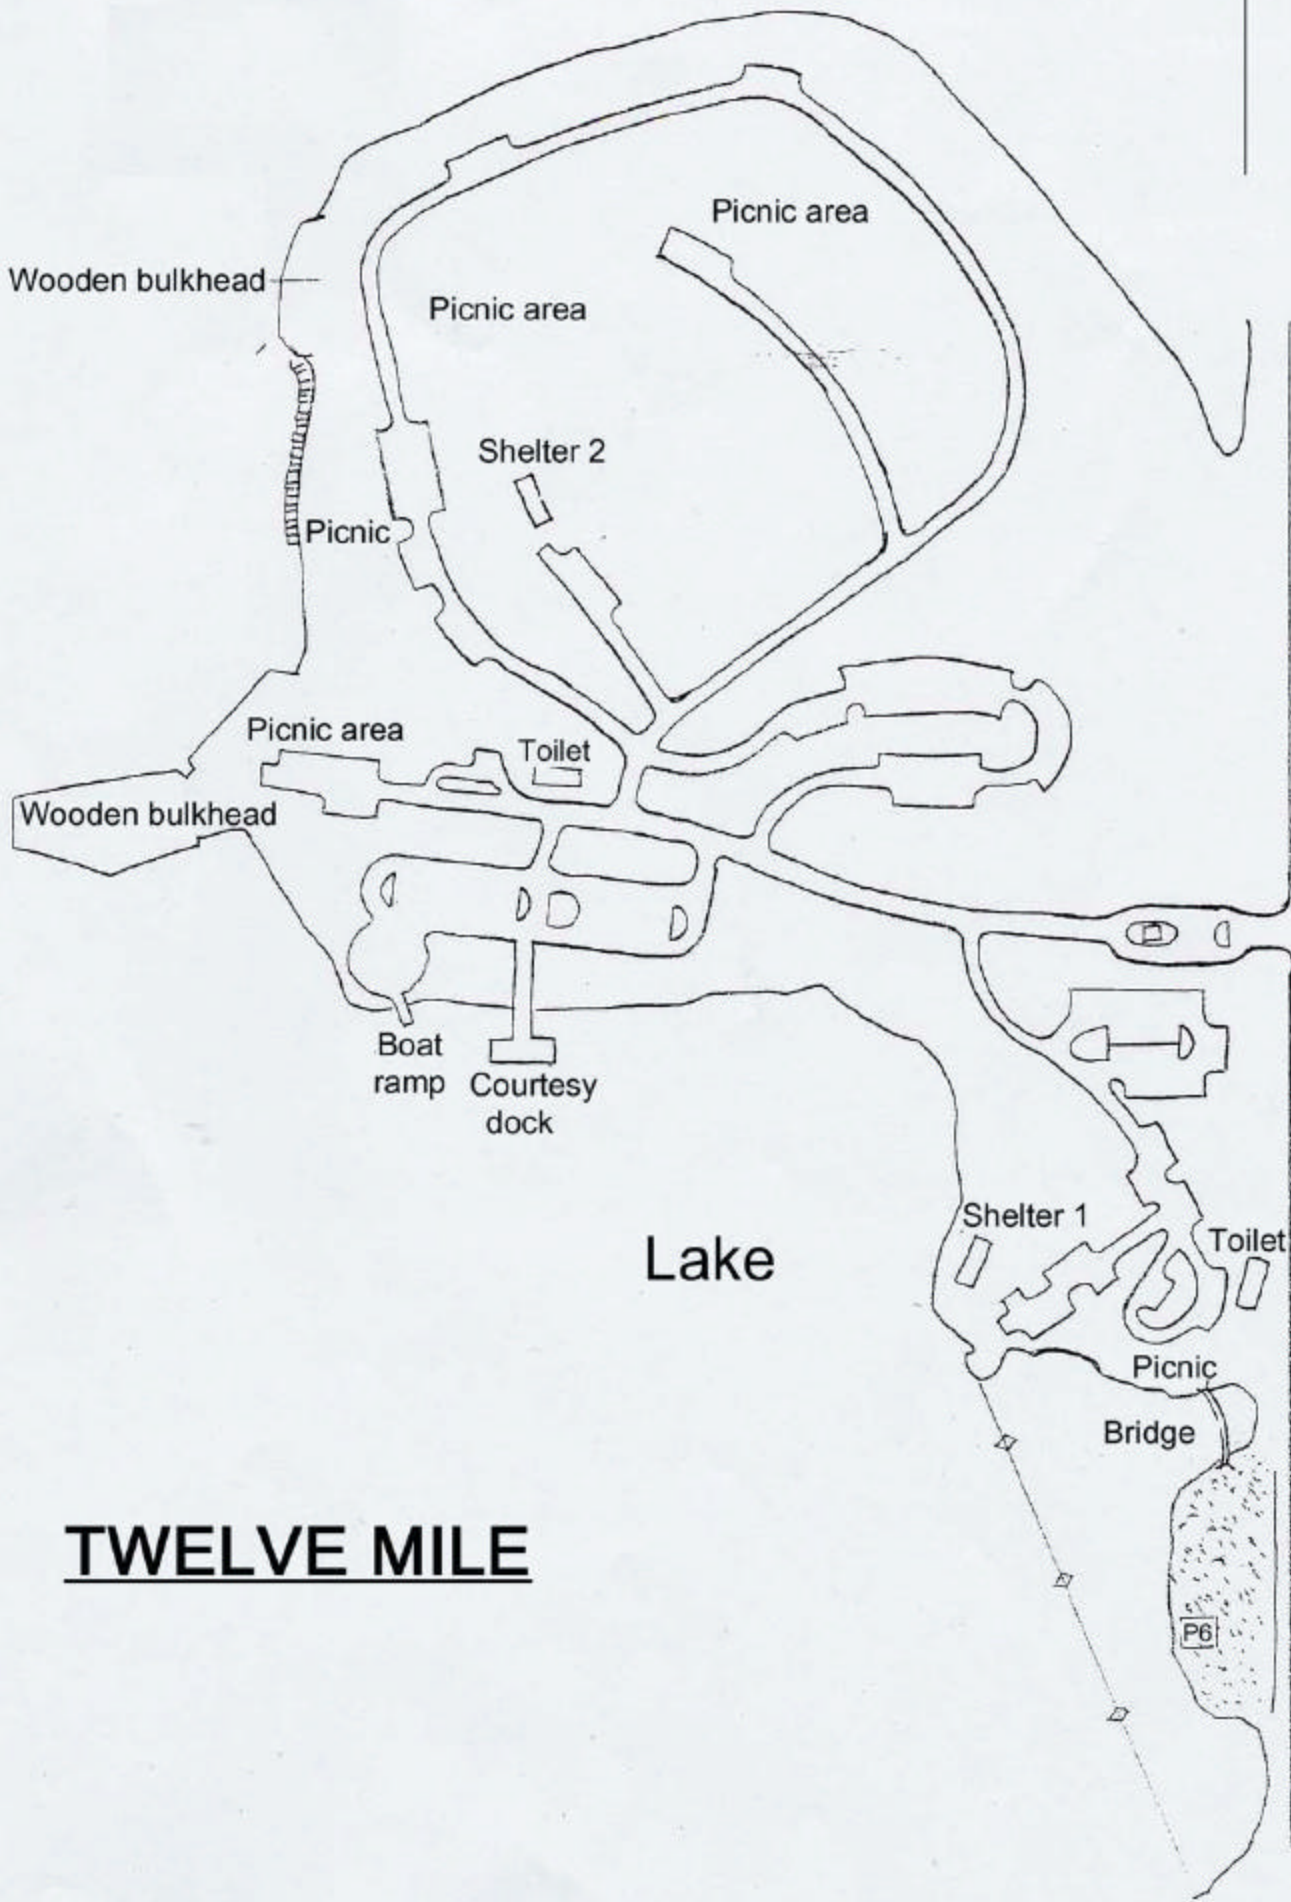 Picnic area
Wooden bulkhead
Picnic area
Shelter 2
Picnic
Picnic area
Toilet
Wooden bulkhead
Boat
ramp
Courtesy
dock
Shelter 1
Lake
Toilet
Picnic
Bridge
TWELVE MILE
P6